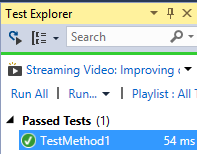 Test Explorer
Search
Streaming Video: Improving
Run All | Run... | Playlist : All
Passed Tests (1)
TestMethod1 54 ms